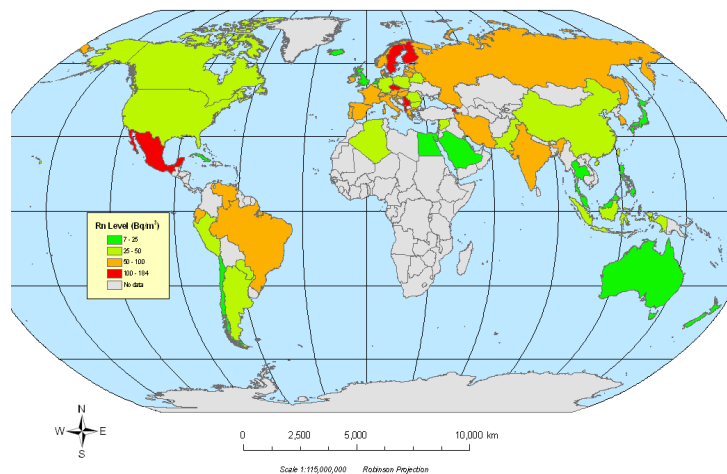 Rn Level (Bq/m³)
7 - 25
25 - 50
50 - 100
100 - 184
No data
N
W E
S
0 2,500 5,000 10,000 km
Scale 1:115,000,000 Robinson Projection